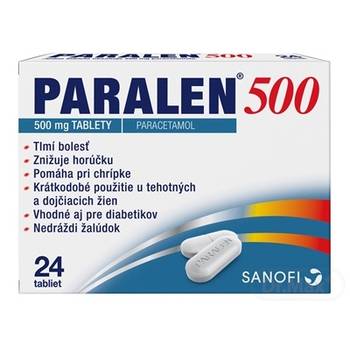 PARALEN® 500
500 mg TABLETY PARACETAMOL
• Tlmí bolesť
• Znižuje horúčku
• Pomáha pri chrípke
• Krátkodobé použitie u tehotných
a dojčiacich žien
• Vhodné aj pre diabetikov
• Nedráždi žalúdok
24
tabliet
PARALEN
SANOFI